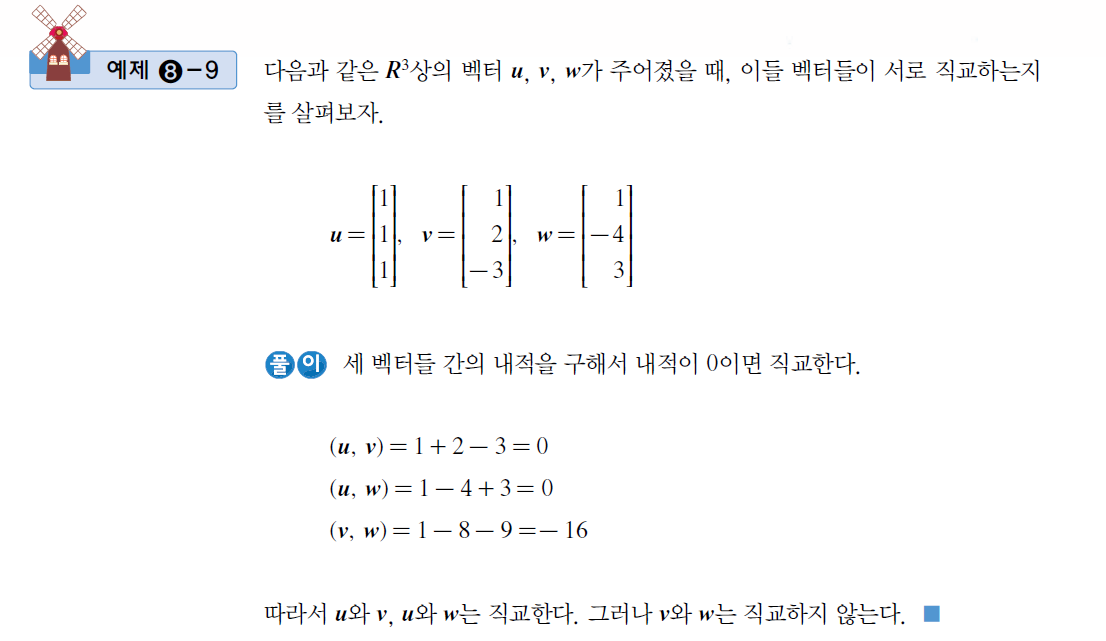 예제 ❽-9
다음과 같은 R³상의 벡터 u, v, w가 주어졌을 때, 이들 벡터들이 서로 직교하는지
를 살펴보자.
u = [1 1 1], v = [1 2 −3], w = [1 −4 3]
풀이 세 벡터들 간의 내적을 구해서 내적이 0이면 직교한다.
(u, v) = 1 + 2 − 3 = 0
(u, w) = 1 − 4 + 3 = 0
(v, w) = 1 − 8 − 9 = − 16
따라서 u와 v, u와 w는 직교한다. 그러나 v와 w는 직교하지 않는다. ■